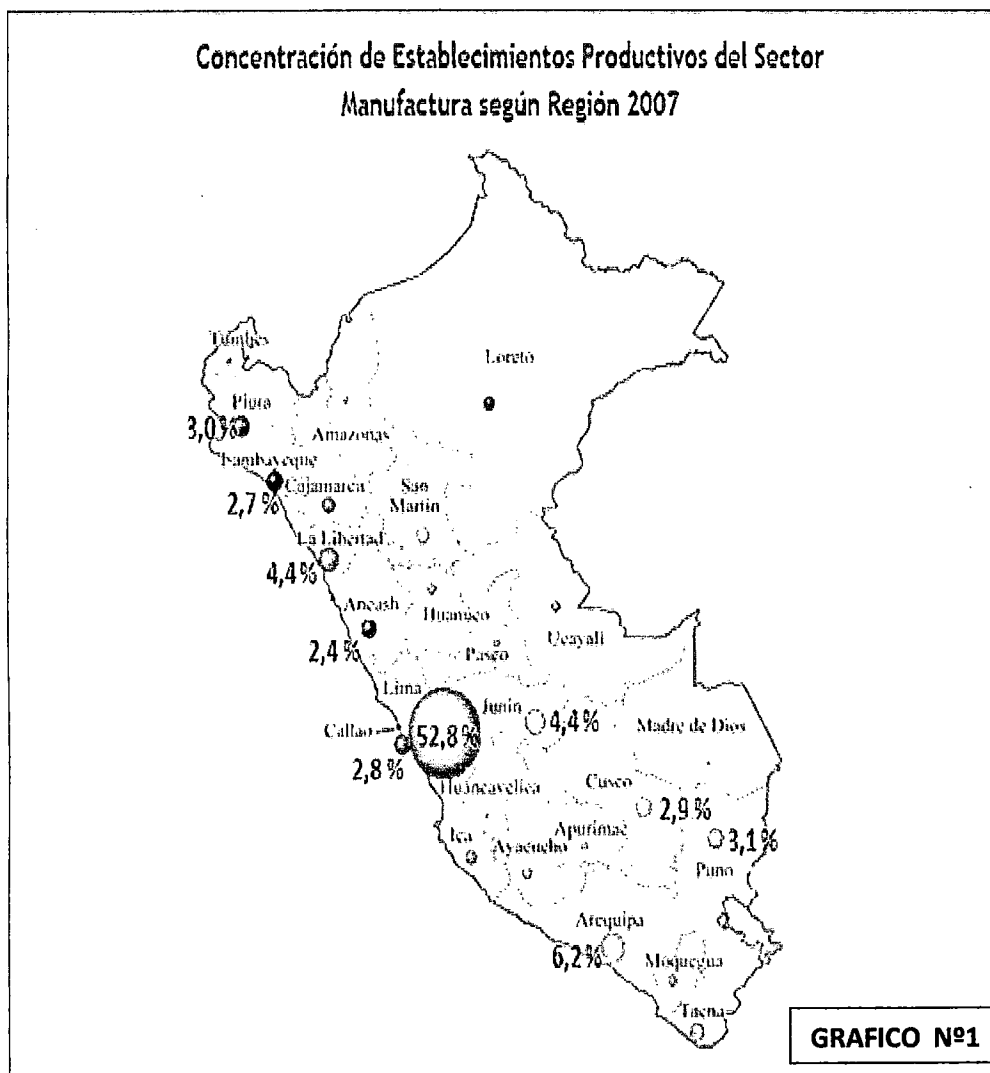 Concentración de Establecimientos Productivos del Sector
Manufactura según Región 2007
Tumbes
Loreto
Piura
3,0%
Amazonas
Lambayeque
Cajamarca
San
Martín
2,7 %
La Libertad
4,4%
Ancash
Huanuco
Ucayali
2,4 %
Pasco
Lima
Junín
4,4 %
Callao
52,8 %
Madre de Dios
2,8 %
Huancavelica
Cusco
2,9 %
Ica
Ayacucho
Apurimac
3,1 %
Puno
Arequipa
6,2 %
Moquegua
Tacna
GRAFICO Nº1